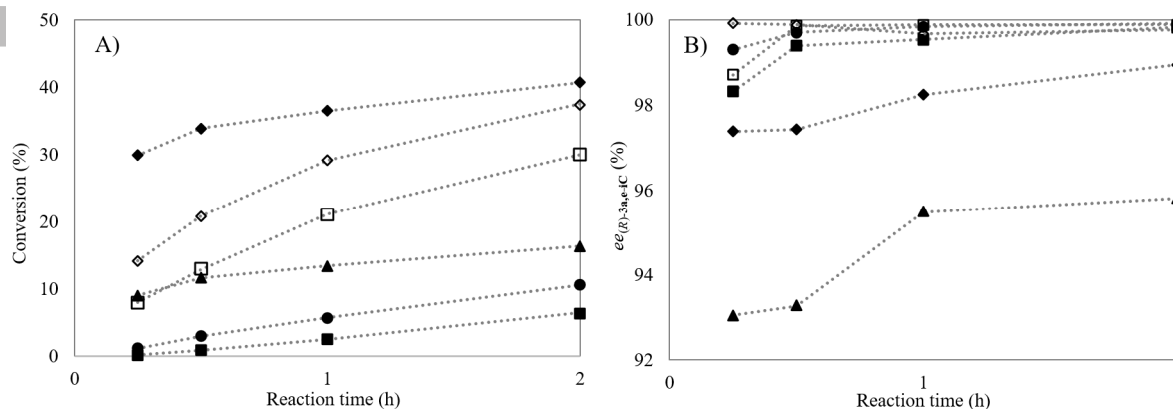 A)
50
40
30
20
10
0
Conversion (%)
0
1
2
Reaction time (h)
B)
100
98
96
94
92
ee(R)-3a,e-iC (%)
0
1
Reaction time (h)